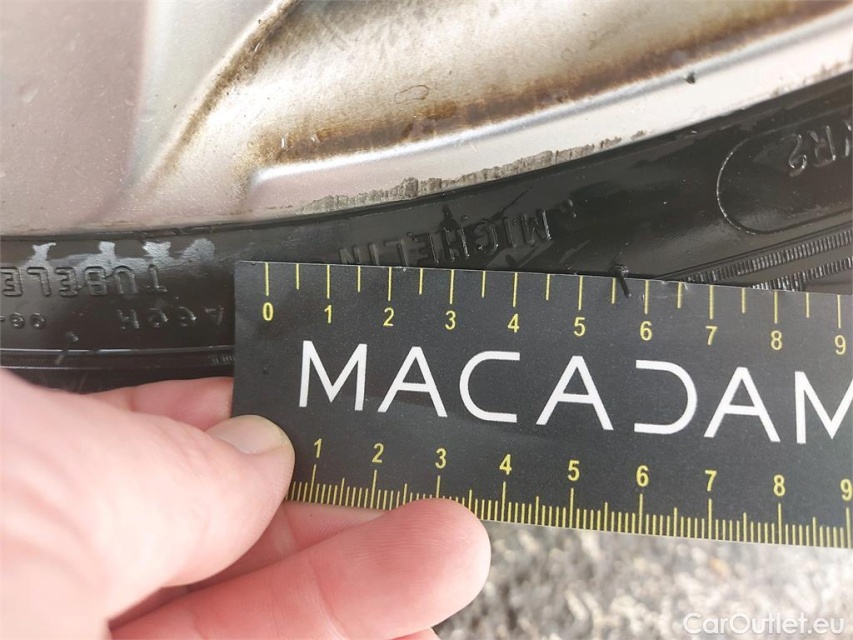 MICHELIN
TUBELE
0 1 2 3 4 5 6 7 8 9
MACADAM
1 2 3 4 5 6 7 8 9
CarOutlet.eu